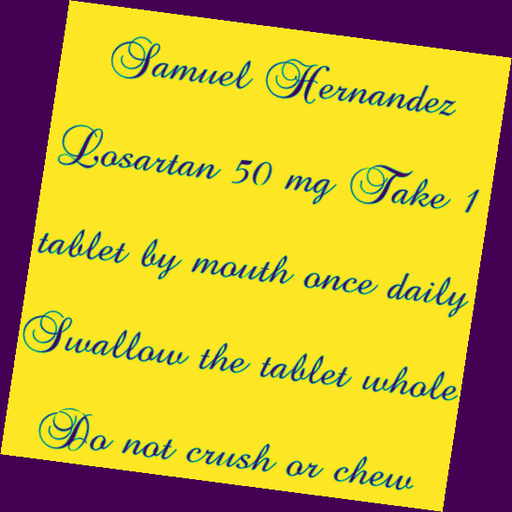 Samuel Hernandez
Losartan 50 mg Take 1
tablet by mouth once daily
Swallow the tablet whole
Do not crush or chew